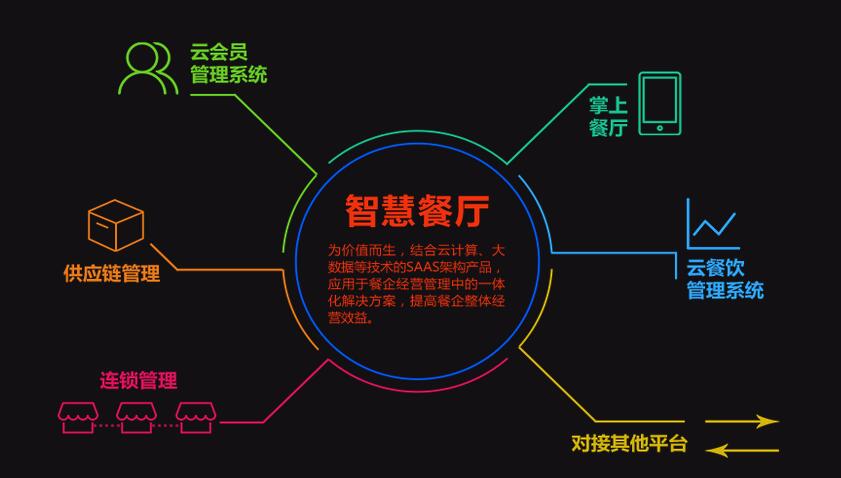 云会员
管理系统
掌上
餐厅
智慧餐厅
为价值而生，结合云计算、大
数据等技术的SAAS架构产品，
应用于餐企经营管理中的一体
化解决方案，提高餐企整体经
营效益。
供应链管理
云餐饮
管理系统
连锁管理
对接其他平台